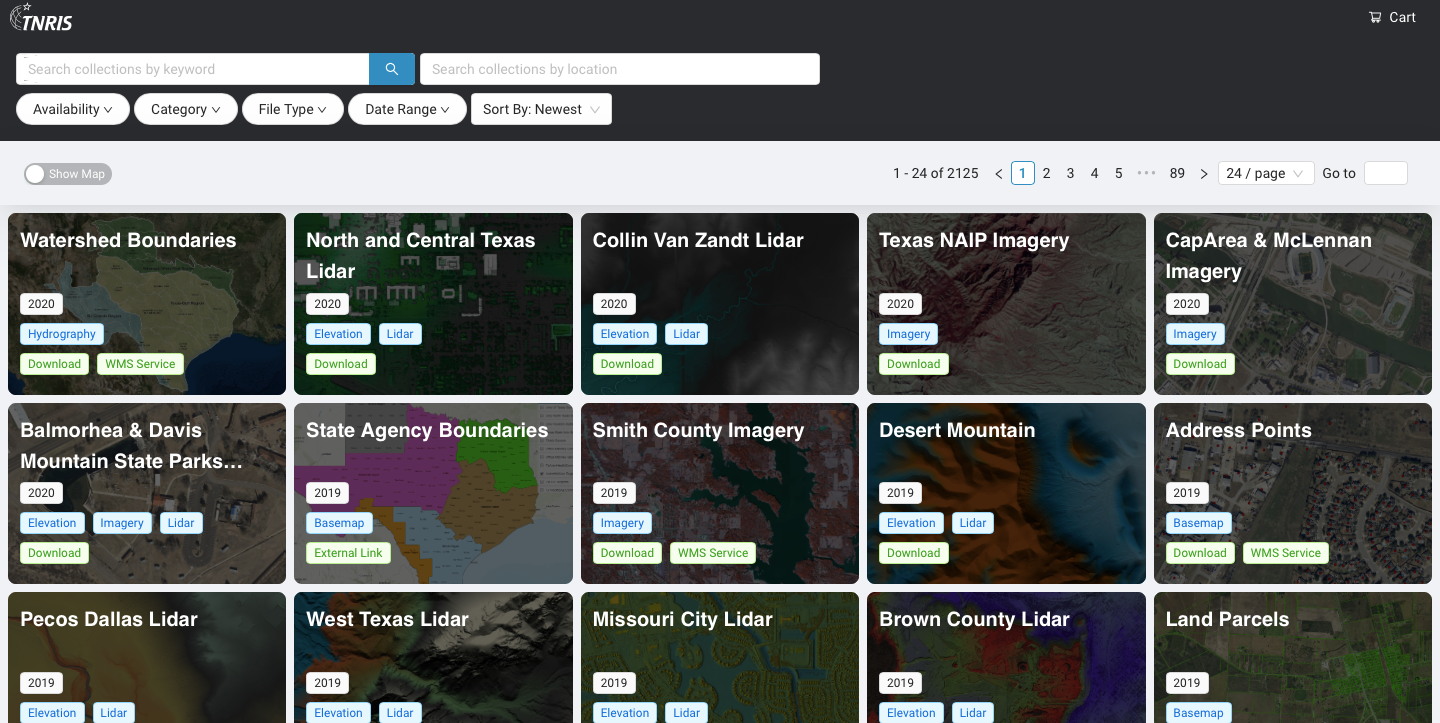 TNRIS
Cart
Search collections by keyword
Search collections by location
Availability
Category
File Type
Date Range
Sort By: Newest
Show Map
1 - 24 of 2125
1
2
3
4
5
•••
89
24 / page
Go to
Watershed Boundaries
2020
Hydrography
Download
WMS Service
North and Central Texas
Lidar
2020
Elevation
Lidar
Download
Collin Van Zandt Lidar
2020
Elevation
Lidar
Download
Texas NAIP Imagery
2020
Imagery
Download
CapArea & McLennan
Imagery
2020
Imagery
Download
Balmorhea & Davis
Mountain State Parks...
2020
Elevation
Imagery
Lidar
Download
State Agency Boundaries
2019
Basemap
External Link
Smith County Imagery
2019
Imagery
Download
WMS Service
Desert Mountain
2019
Elevation
Lidar
Download
Address Points
2019
Basemap
Download
WMS Service
Pecos Dallas Lidar
2019
Elevation
Lidar
West Texas Lidar
2019
Elevation
Lidar
Missouri City Lidar
2019
Elevation
Lidar
Brown County Lidar
2019
Elevation
Lidar
Land Parcels
2019
Basemap